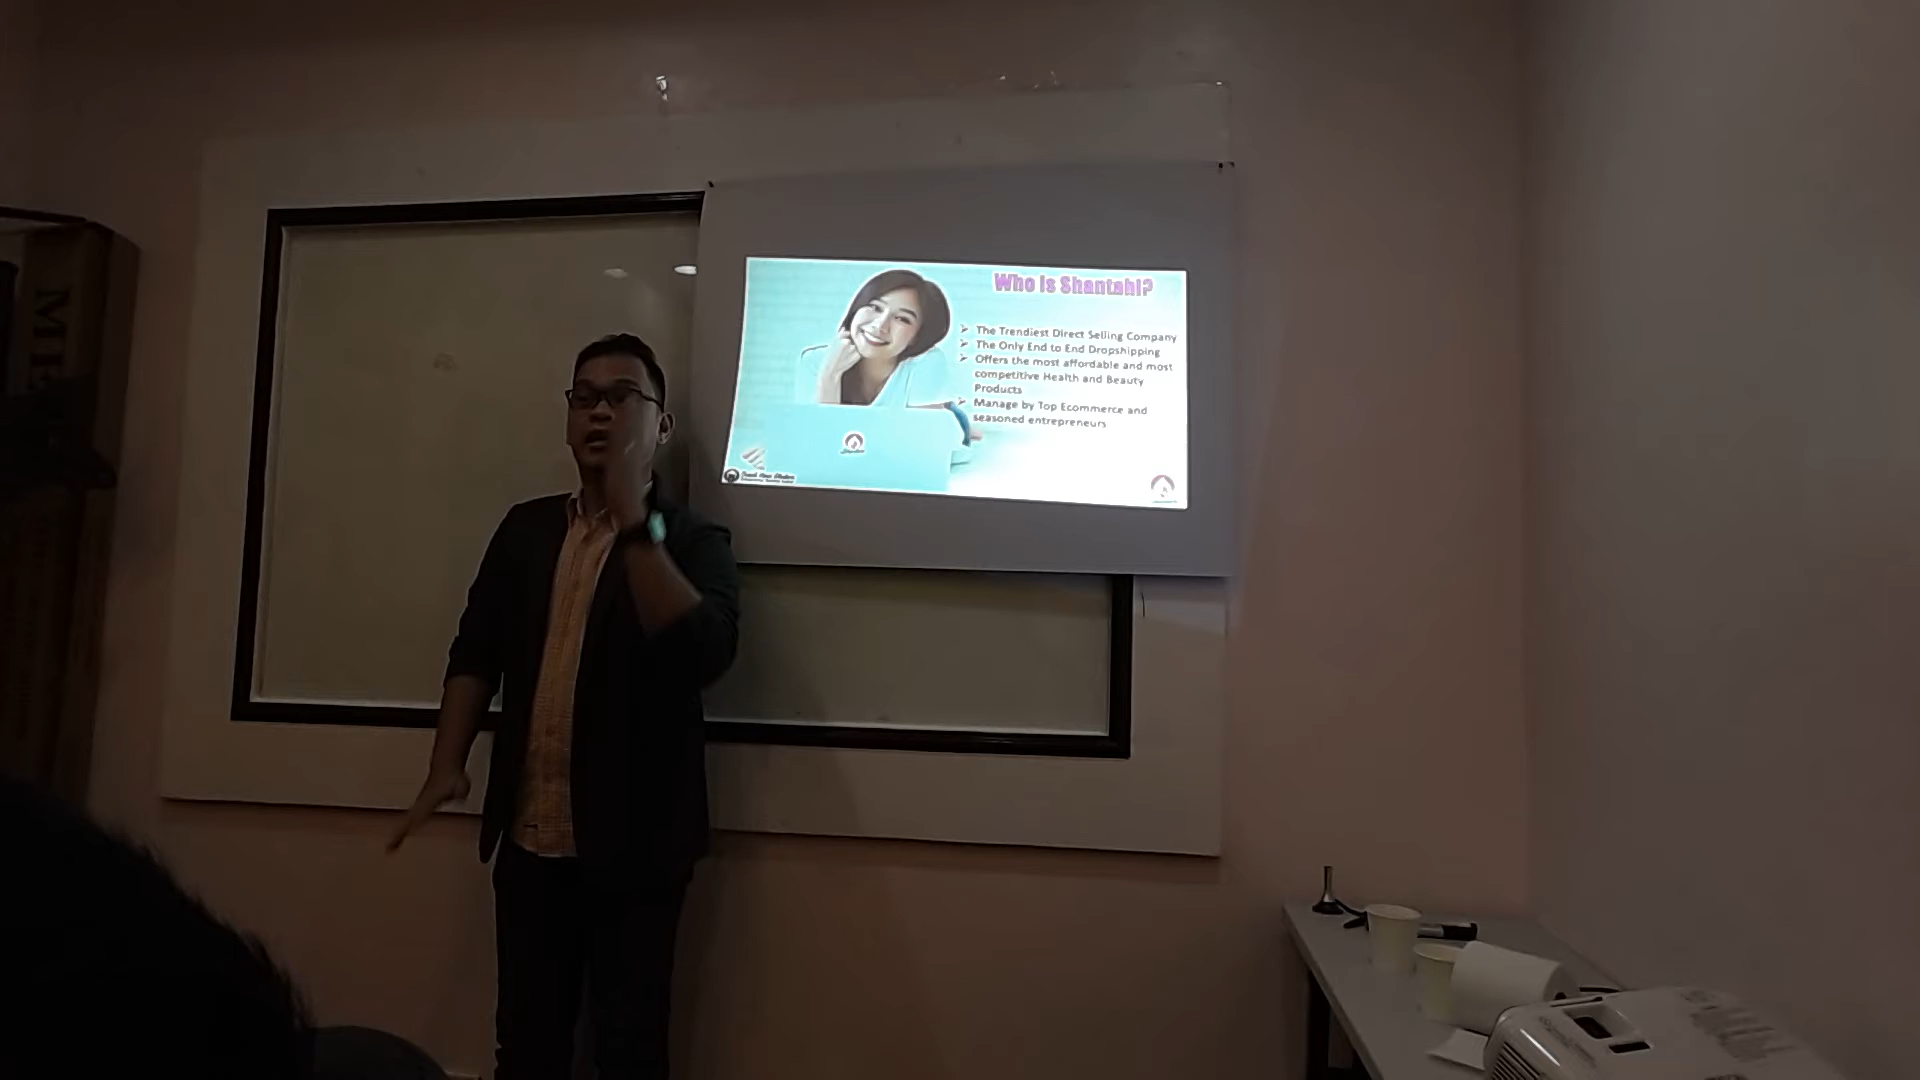 Who is Shantahl?
The Trendiest Direct Selling Company
The Only End to End Dropshipping
Offers the most affordable and most
competitive Health and Beauty
Products
Manage by Top Ecommerce and
seasoned entrepreneurs